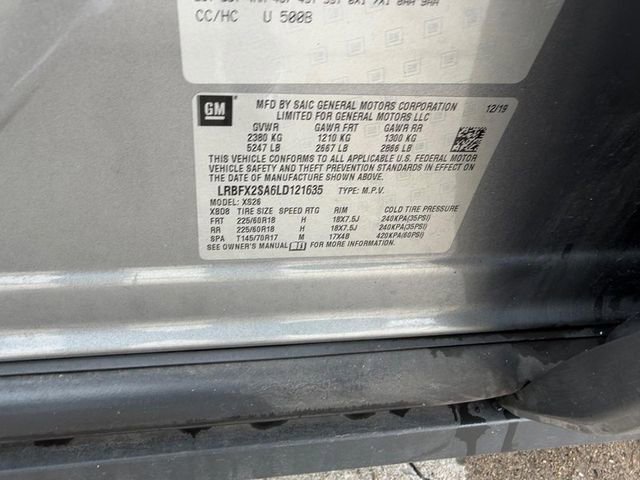 CC/HC U 500B
GM
MFD BY SAIC GENERAL MOTORS CORPORATION 12/19
LIMITED FOR GENERAL MOTORS LLC
GVWR GAWR FRT GAWR RR
2380 KG 1210 KG 1300 KG
5247 LB 2667 LB 2866 LB
THIS VEHICLE CONFORMS TO ALL APPLICABLE U.S. FEDERAL MOTOR
VEHICLE SAFETY AND THEFT PREVENTION STANDARDS IN EFFECT
ON THE DATE OF MANUFACTURE SHOWN ABOVE.
LRBFX2SA6LD121635 TYPE: M.P.V.
MODEL: XS26
XBD8 TIRE SIZE SPEED RTG RIM COLD TIRE PRESSURE
FRT 225/60R18 H 18X7.5J 240KPA(35PSI)
RR 225/60R18 H 18X7.5J 240KPA(35PSI)
SPA T145/70R17 M 17X4B 420KPA(60PSI)
SEE OWNER'S MANUAL FOR MORE INFORMATION.